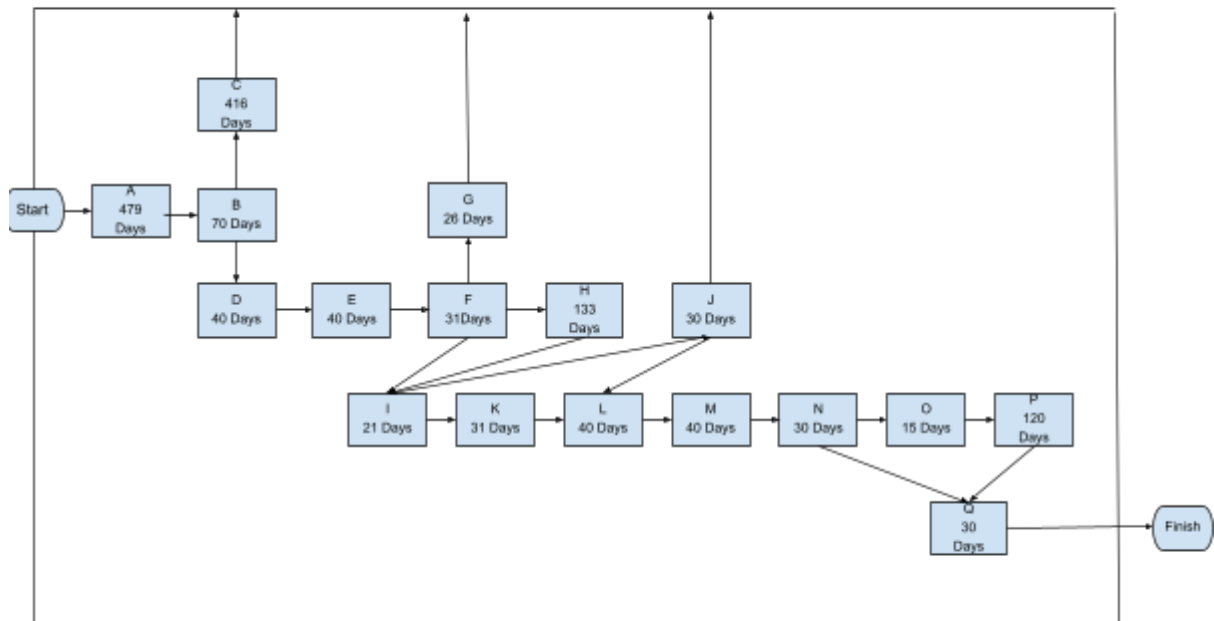 C
416
Days
Start
A
479
Days
B
70 Days
G
26 Days
D
40 Days
E
40 Days
F
31Days
H
133
Days
J
30 Days
I
21 Days
K
31 Days
L
40 Days
M
40 Days
N
30 Days
O
15 Days
P
120
Days
Q
30
Days
Finish